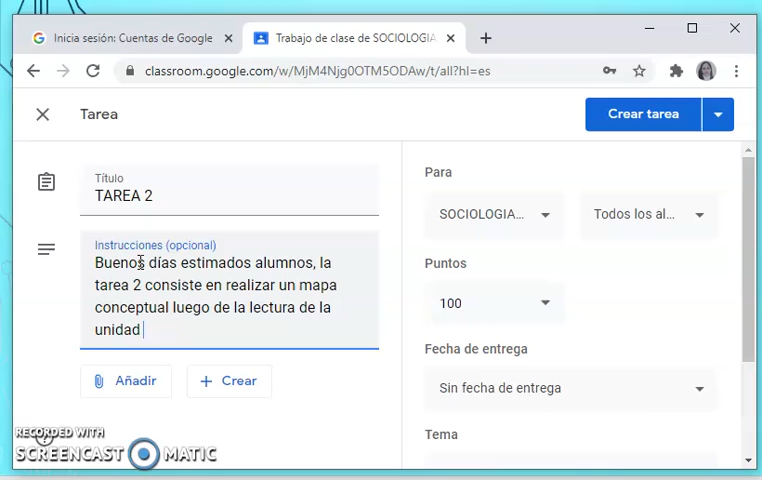 Inicia sesión: Cuentas de Google
Trabajo de clase de SOCIOLOGIA
classroom.google.com/w/MjM4Njg0OTM5ODAw/t/all?hl=es
Tarea
Crear tarea
Título
TAREA 2
Instrucciones (opcional)
Buenos días estimados alumnos, la
tarea 2 consiste en realizar un mapa
conceptual luego de la lectura de la
unidad
Añadir
Crear
Para
SOCIOLOGIA...
Todos los al...
Puntos
100
Fecha de entrega
Sin fecha de entrega
Tema
RECORDED WITH
SCREENCAST MATIC